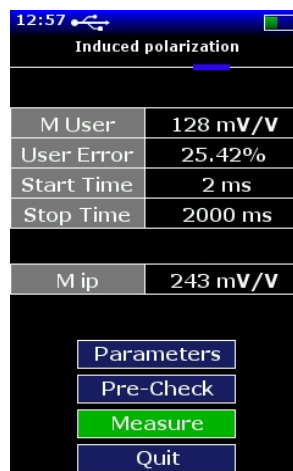 12:57
Induced polarization
M User 128 mV/V
User Error 25.42%
Start Time 2 ms
Stop Time 2000 ms
M ip 243 mV/V
Parameters
Pre-Check
Measure
Quit